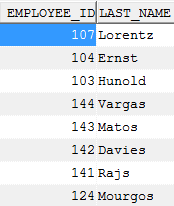 EMPLOYEE_ID LAST_NAME
107 Lorentz
104 Ernst
103 Hunold
144 Vargas
143 Matos
142 Davies
141 Rajs
124 Mourgos